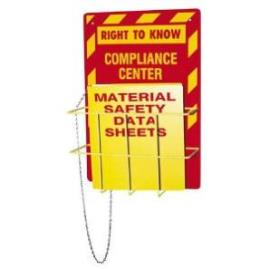 RIGHT TO KNOW
COMPLIANCE
CENTER
MATERIAL
SAFETY
DATA
SHEETS